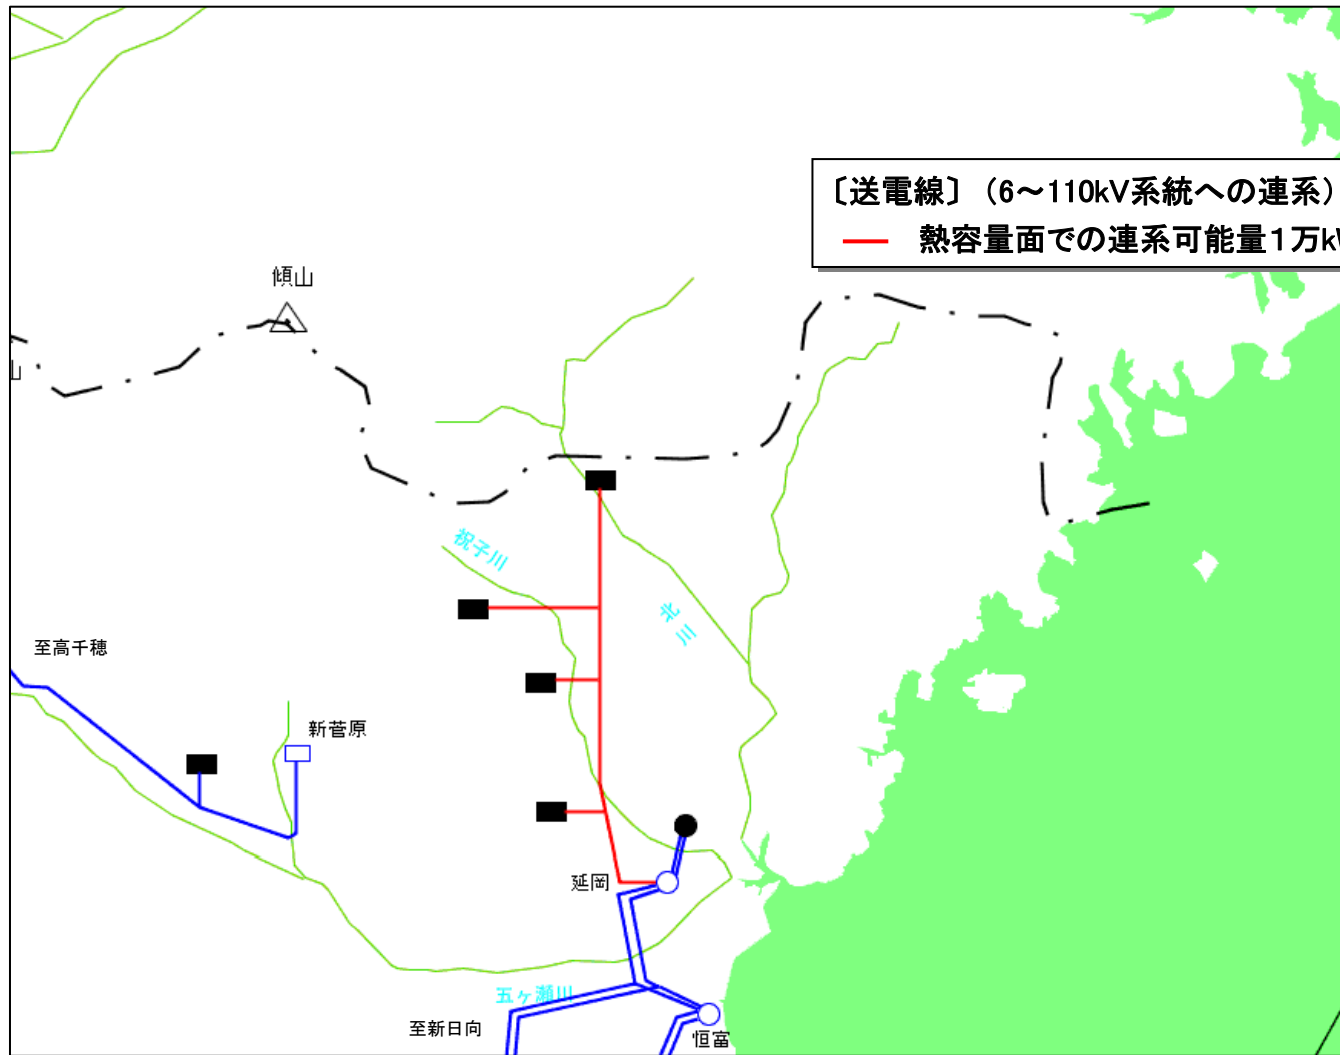 〔送電線〕（6～110kV系統への連系）
熱容量面での連系可能量1万k
傾山
山
祝子川
北川
至高千穂
新菅原
延岡
五ヶ瀬川
至新日向
恒富